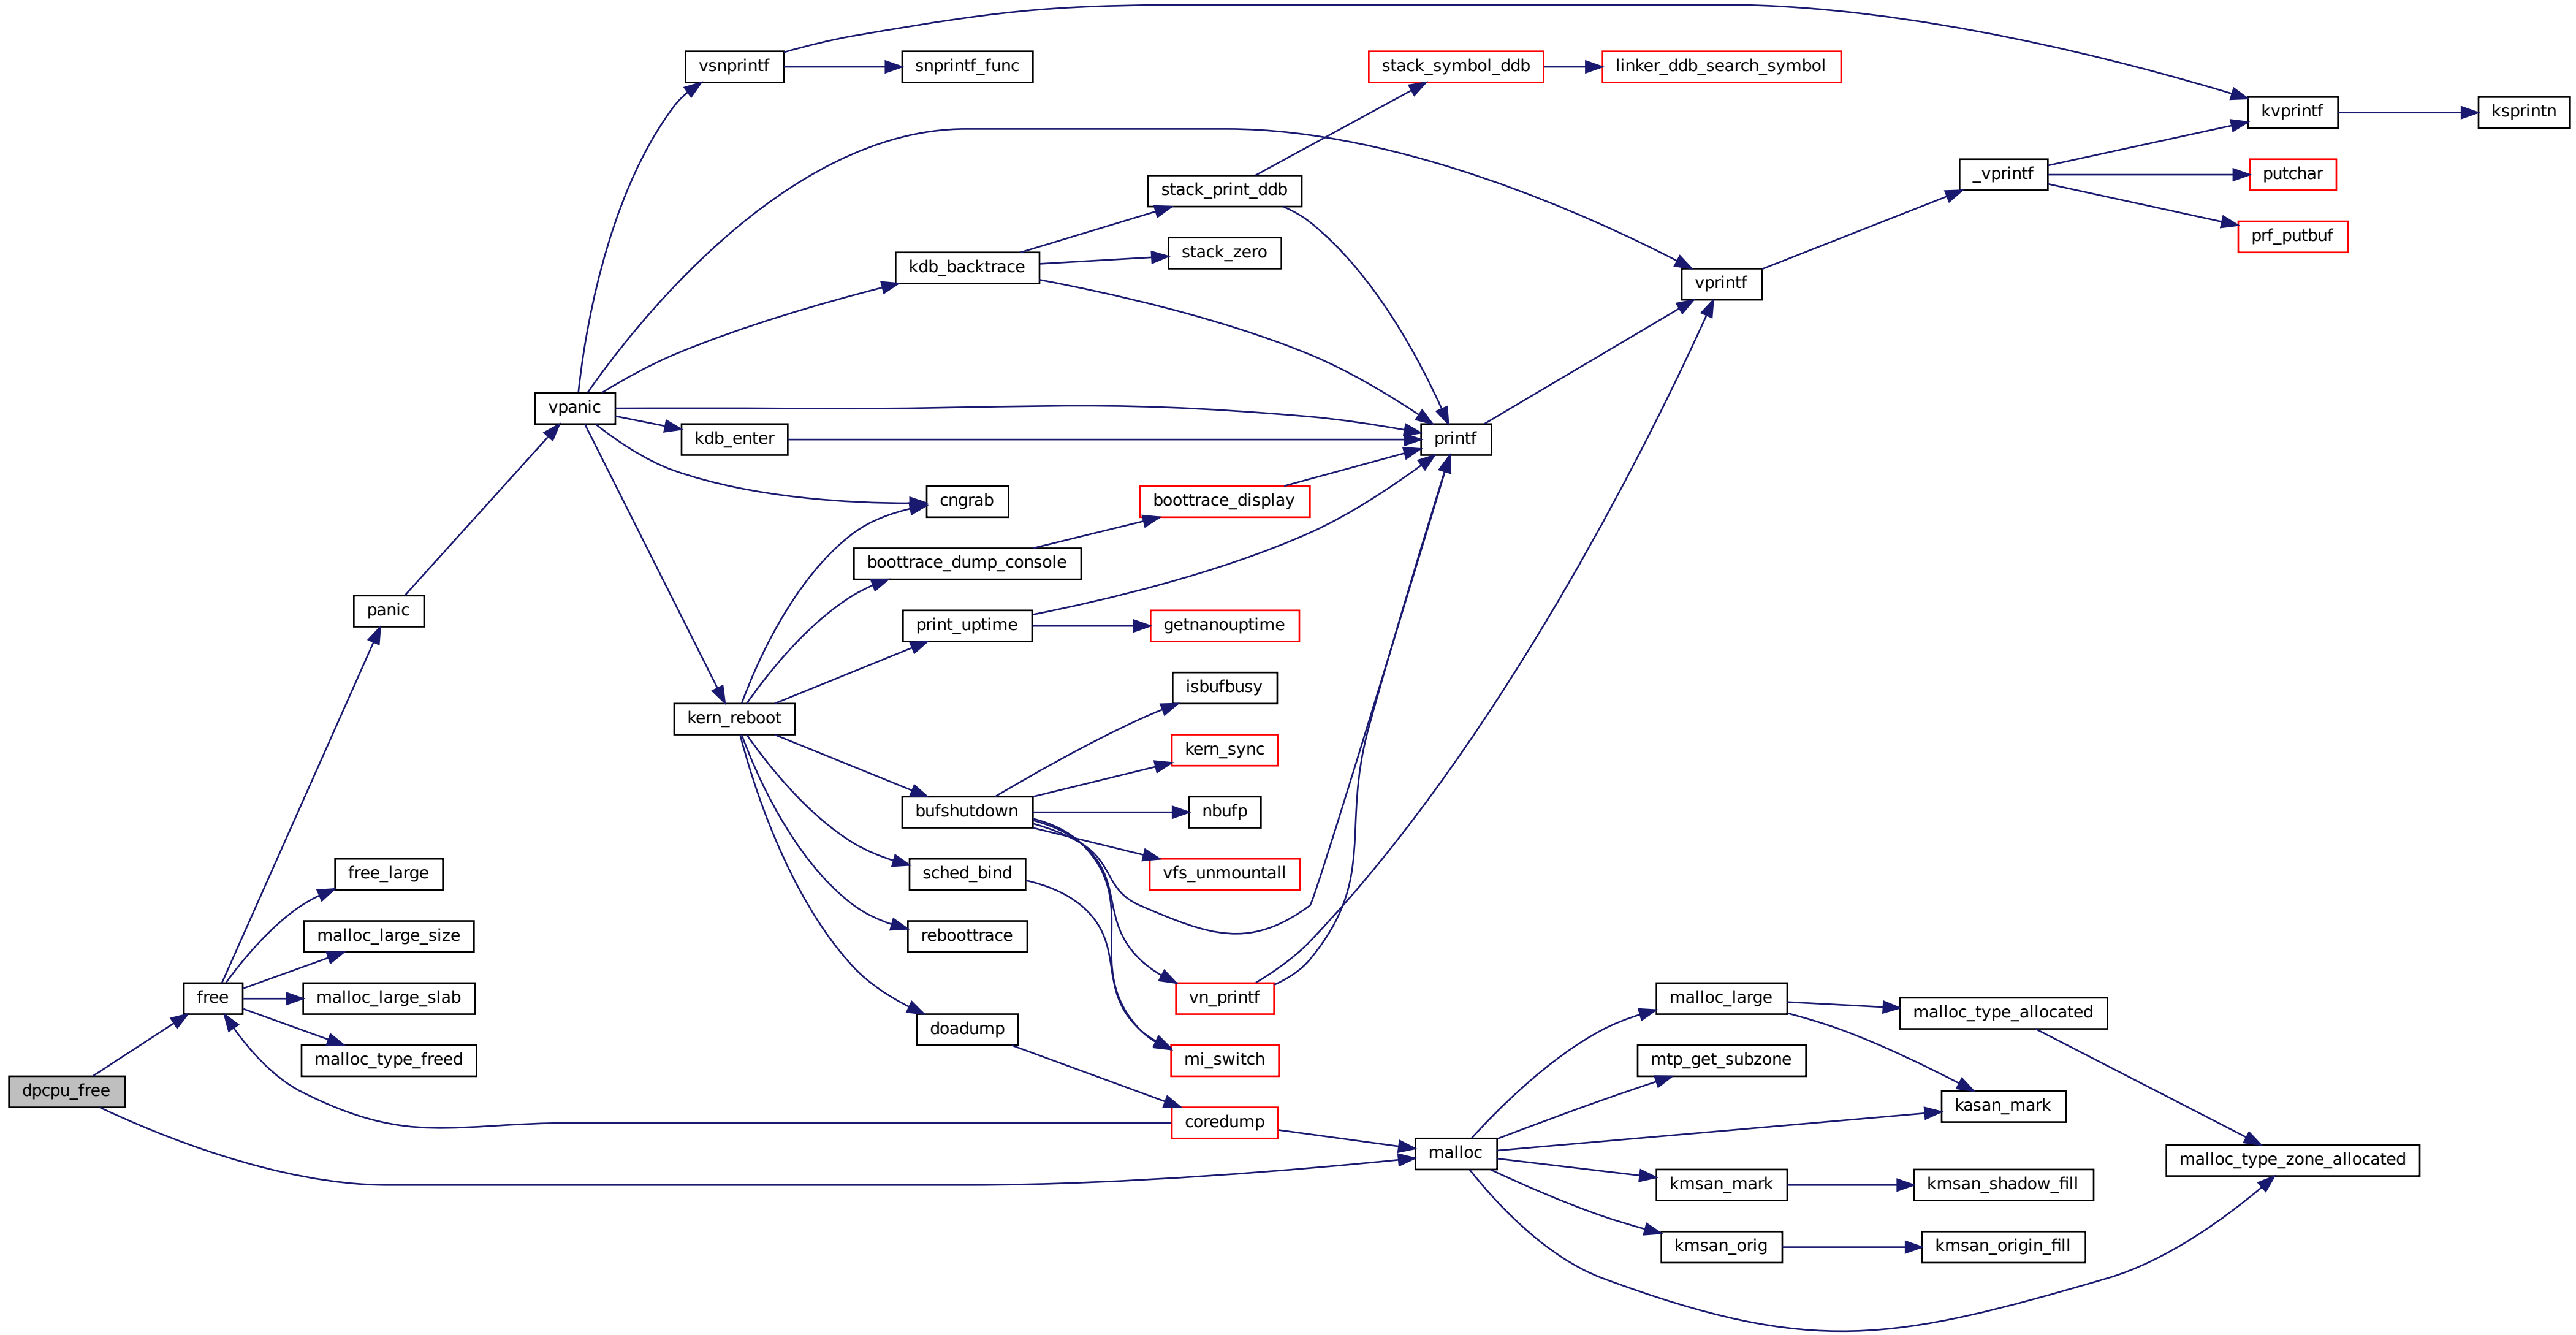 vsnprintf
snprintf_func
stack_symbol_ddb
linker_ddb_search_symbol
kvprintf
ksprintn
stack_print_ddb
_vprintf
putchar
prf_putbuf
kdb_backtrace
stack_zero
vprintf
vpanic
kdb_enter
printf
cngrab
boottrace_display
boottrace_dump_console
panic
print_uptime
getnanouptime
kern_reboot
isbufbusy
kern_sync
bufshutdown
nbufp
free_large
sched_bind
vfs_unmountall
malloc_large_size
reboottrace
free
malloc_large_slab
vn_printf
malloc_large
malloc_type_allocated
doadump
malloc_type_freed
mi_switch
mtp_get_subzone
dpcpu_free
kasan_mark
coredump
malloc
malloc_type_zone_allocated
kmsan_mark
kmsan_shadow_fill
kmsan_orig
kmsan_origin_fill